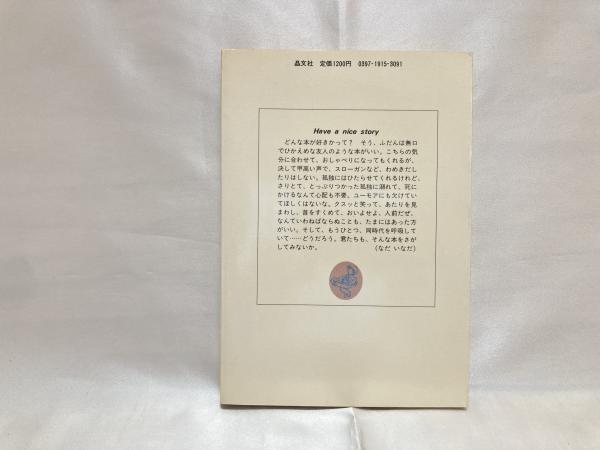 晶文社　定価1200円　0397-1915-3091
Have a nice story
どんな本が好きかって？　そう、ふだんは無口
でひかえめな友人のような本がいい。こちらの気
分に合わせて、おしゃべりになってもくれるが、
決して甲高い声で、スローガンなど、わめきだし
たりはしない。孤独にはひたらせてくれるけれど、
さりとて、とっぷりつかった孤独に溺れて、死に
かけるなんて心配も不要。ユーモアにも欠けてい
てほしくはないな。クスッと笑って、あたりを見
まわし、首をすくめて、おいよせよ、人前だぜ、
なんていわねばならぬことも、たまにはあった方
がいい。そして、もうひとつ、同時代を呼吸して
いて……どうだろう。君たちも、そんな本をさが
してみないか。　（なだ いなだ）